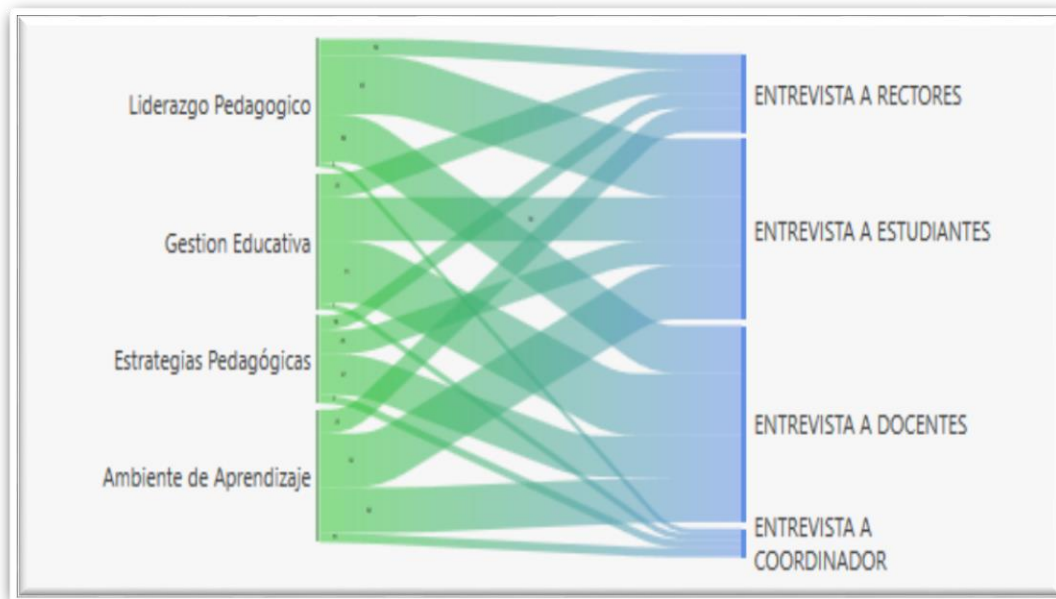 Liderazgo Pedagogico
Gestion Educativa
Estrategias Pedagógicas
Ambiente de Aprendizaje
ENTREVISTA A RECTORES
ENTREVISTA A ESTUDIANTES
ENTREVISTA A DOCENTES
ENTREVISTA A
COORDINADOR